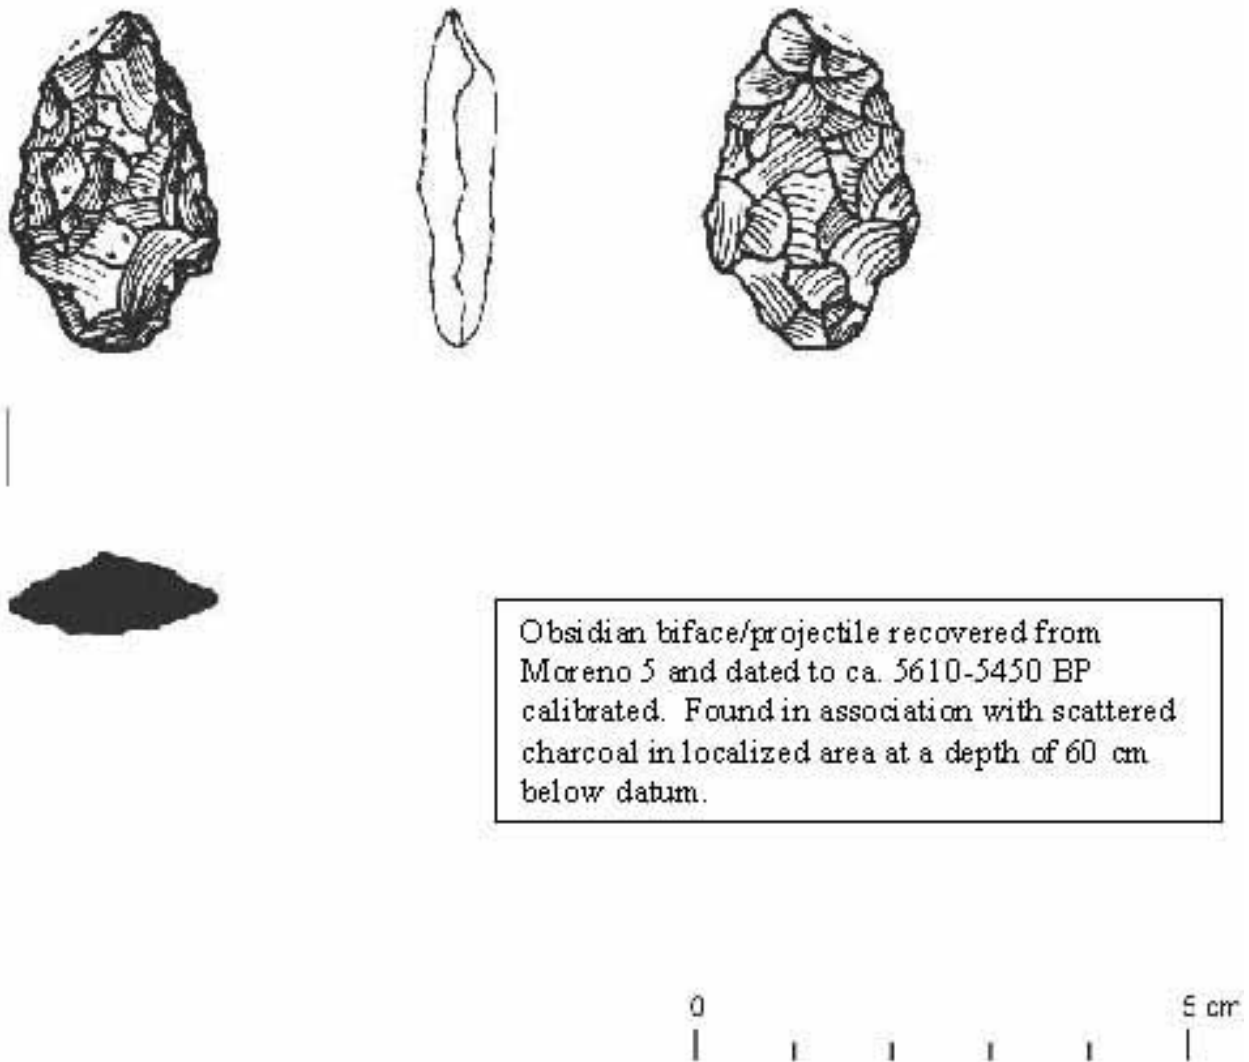 Obsidian biface/projectile recovered from
Moreno 5 and dated to ca. 5610-5450 BP
calibrated. Found in association with scattered
charcoal in localized area at a depth of 60 cm
below datum.
0 5 cm